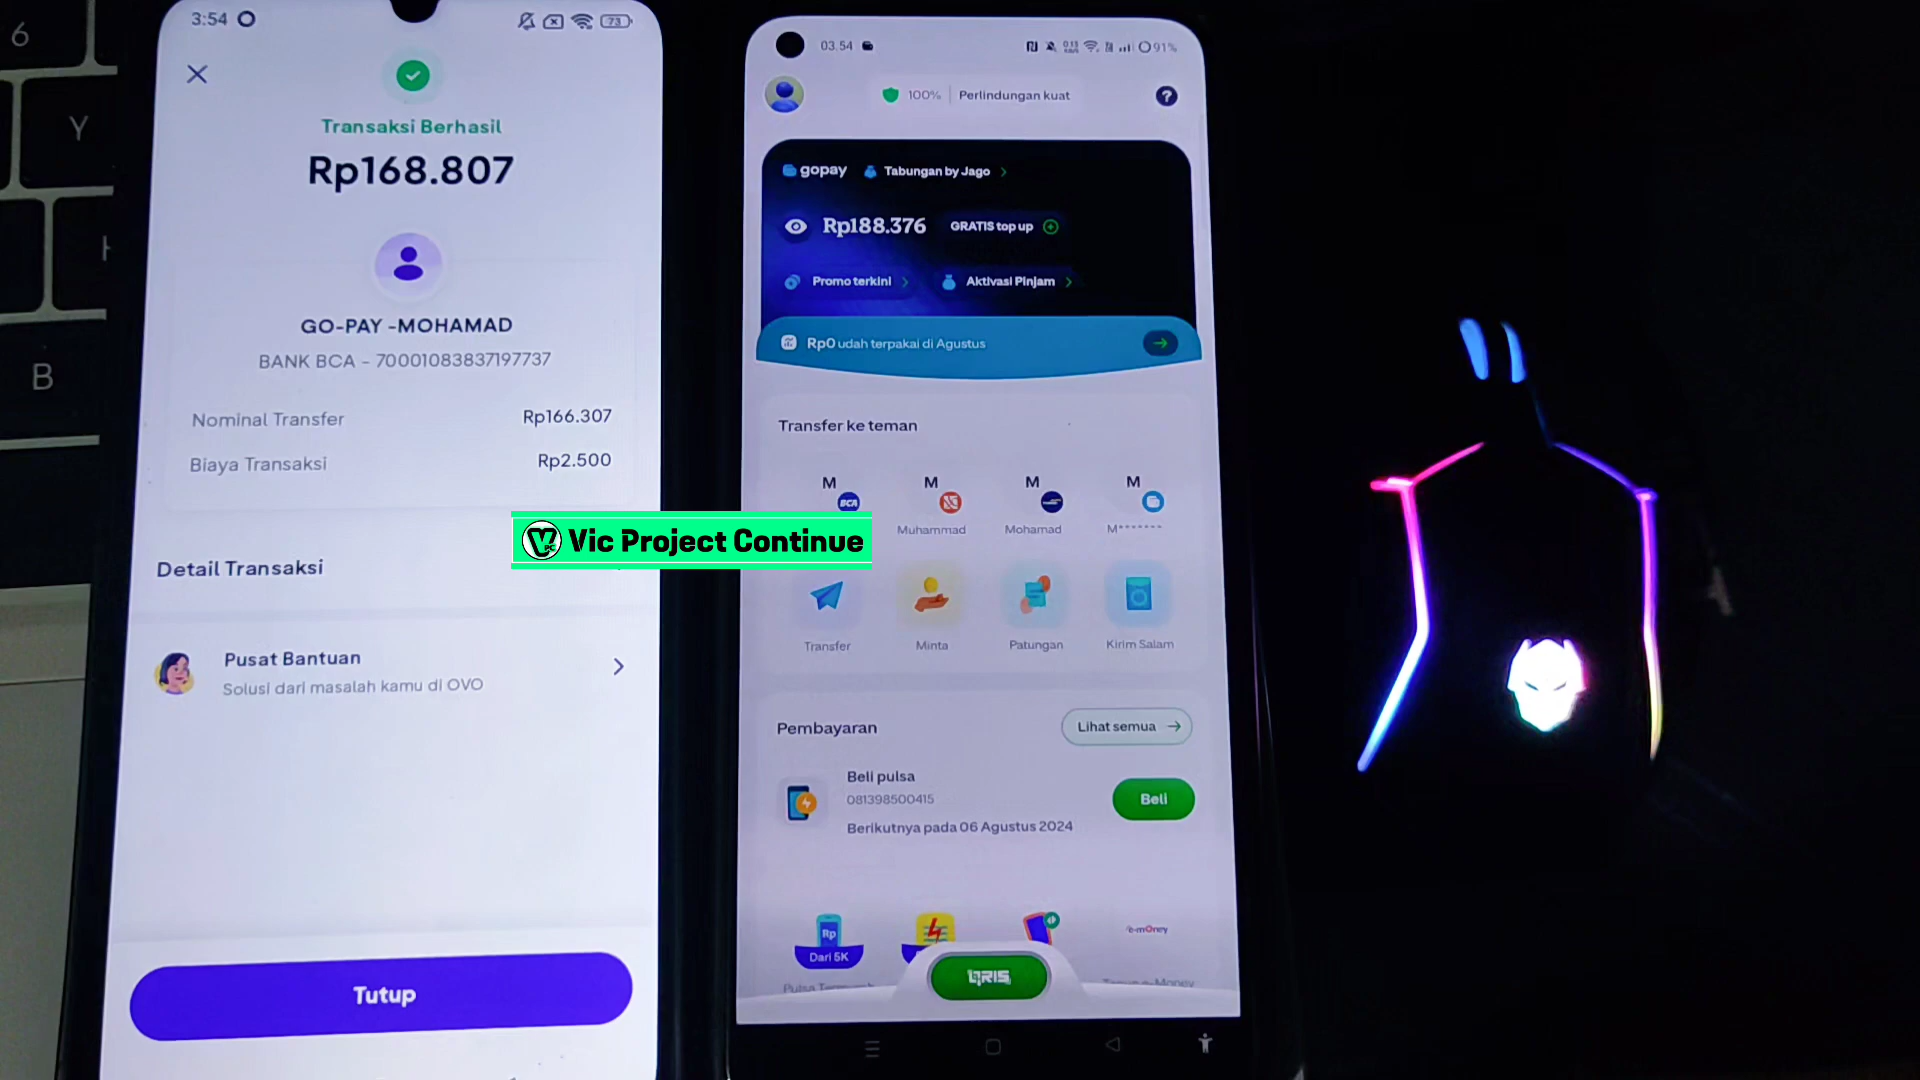 6
Y
H
B
3:54
73
Transaksi Berhasil
Rp168.807
GO-PAY -MOHAMAD
BANK BCA - 70001083837197737
Nominal Transfer
Rp166.307
Biaya Transaksi
Rp2.500
Detail Transaksi
Pusat Bantuan
Solusi dari masalah kamu di OVO
Tutup
Vic Project Continue
03.54
91%
100%
Perlindungan kuat
?
gopay
Tabungan by Jago
Rp188.376
GRATIS top up
Promo terkini
Aktivasi Pinjam
Rp0 udah terpakai di Agustus
Transfer ke teman
M
M
M
M
BCA
Muhammad
Mohamad
M*******
Transfer
Minta
Patungan
Kirim Salam
Pembayaran
Lihat semua
Beli pulsa
081398500415
Berikutnya pada 06 Agustus 2024
Beli
Rp
Dari 5K
e-money
QRIS